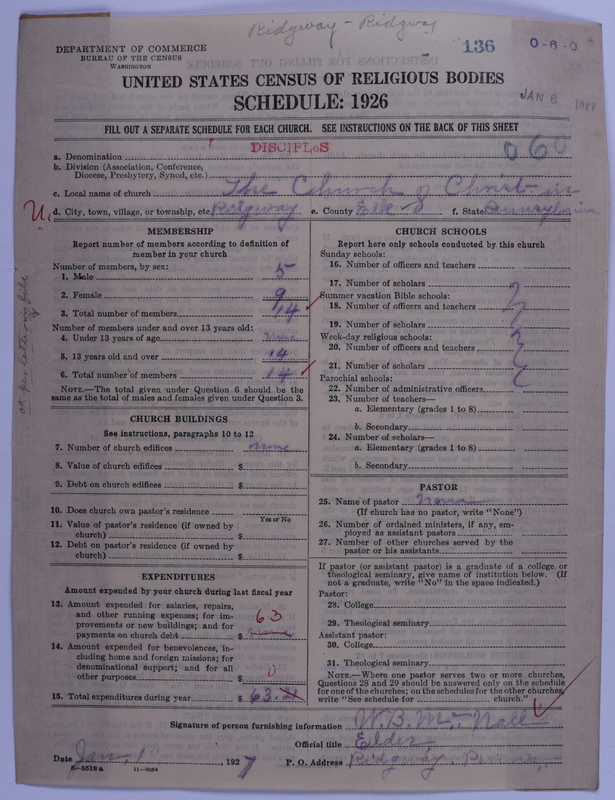 Ridgway - Ridgway
136
0-8-0
JAN 6 1927
DEPARTMENT OF COMMERCE
BUREAU OF THE CENSUS
WASHINGTON
UNITED STATES CENSUS OF RELIGIOUS BODIES
SCHEDULE: 1926
FILL OUT A SEPARATE SCHEDULE FOR EACH CHURCH. SEE INSTRUCTIONS ON THE BACK OF THIS SHEET
DISCIPLES
060
a. Denomination
b. Division (Association, Conference,
Diocese, Presbytery, Synod, etc.)
c. Local name of church The Church of Christ in
U. d. City, town, village, or township, etc. Ridgway e. County Elk f. State Pennsylvania
MEMBERSHIP
Report number of members according to definition of
member in your church
Number of members, by sex:
1. Male 5
2. Female 9
3. Total number of members 14
Number of members under and over 13 years old:
4. Under 13 years of age none
5. 13 years old and over 14
6. Total number of members 14
NOTE.—The total given under Question 6 should be the
same as the total of males and females given under Question 3.
CHURCH BUILDINGS
See instructions, paragraphs 10 to 12
7. Number of church edifices none
8. Value of church edifices $
9. Debt on church edifices $
10. Does church own pastor's residence
Yes or No
11. Value of pastor's residence (if owned by
church) $
12. Debt on pastor's residence (if owned by
church) $
EXPENDITURES
Amount expended by your church during last fiscal year
13. Amount expended for salaries, repairs,
and other running expenses; for im-
provements or new buildings; and for
payments on church debt $ 63
14. Amount expended for benevolences, in-
cluding home and foreign missions; for
denominational support; and for all
other purposes $ 0
15. Total expenditures during year $ 63.
CHURCH SCHOOLS
Report here only schools conducted by this church
Sunday schools:
16. Number of officers and teachers
17. Number of scholars
Summer vacation Bible schools:
18. Number of officers and teachers
19. Number of scholars
Week-day religious schools:
20. Number of officers and teachers
21. Number of scholars
Parochial schools:
22. Number of administrative officers
23. Number of teachers—
a. Elementary (grades 1 to 8)
b. Secondary
24. Number of scholars—
a. Elementary (grades 1 to 8)
b. Secondary
PASTOR
25. Name of pastor None
(If church has no pastor, write "None")
26. Number of ordained ministers, if any, em-
ployed as assistant pastors
27. Number of other churches served by the
pastor or his assistants
If pastor (or assistant pastor) is a graduate of a college or
theological seminary, give name of institution below. (If
not a graduate, write "No" in the space indicated.)
Pastor:
28. College
29. Theological seminary
Assistant pastor:
30. College
31. Theological seminary
NOTE.—Where one pastor serves two or more churches,
Questions 28 and 29 should be answered only on the schedule
for one of the churches; on the schedules for the other churches,
write "See schedule for church."
Signature of person furnishing information W. B. McNall
Official title Elder
Date Jan. 1, 1927 P. O. Address Ridgway
8-5518a 11-9054